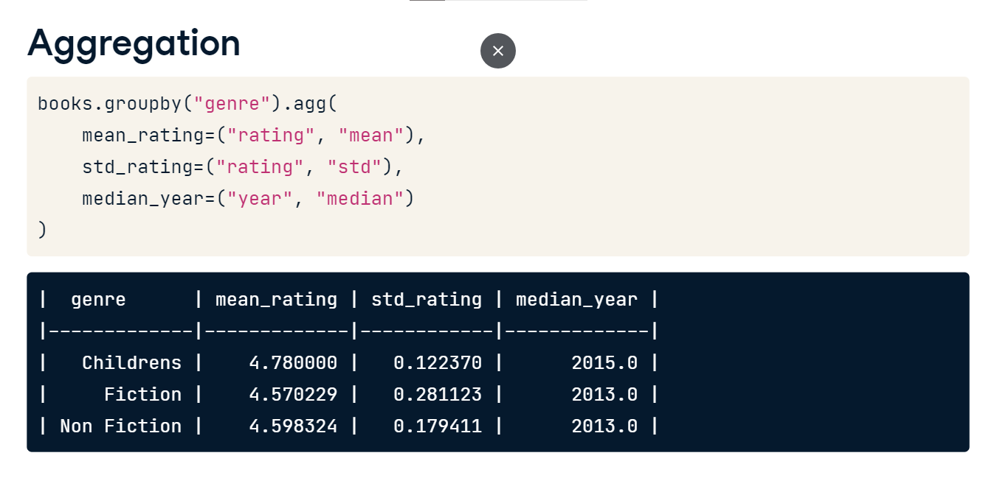 Aggregation
books.groupby("genre").agg(
    mean_rating=("rating", "mean"),
    std_rating=("rating", "std"),
    median_year=("year", "median")
)
|  genre      | mean_rating | std_rating | median_year |
|-------------|-------------|------------|-------------|
|   Childrens |    4.780000 |   0.122370 |      2015.0 |
|     Fiction |    4.570229 |   0.281123 |      2013.0 |
| Non Fiction |    4.598324 |   0.179411 |      2013.0 |